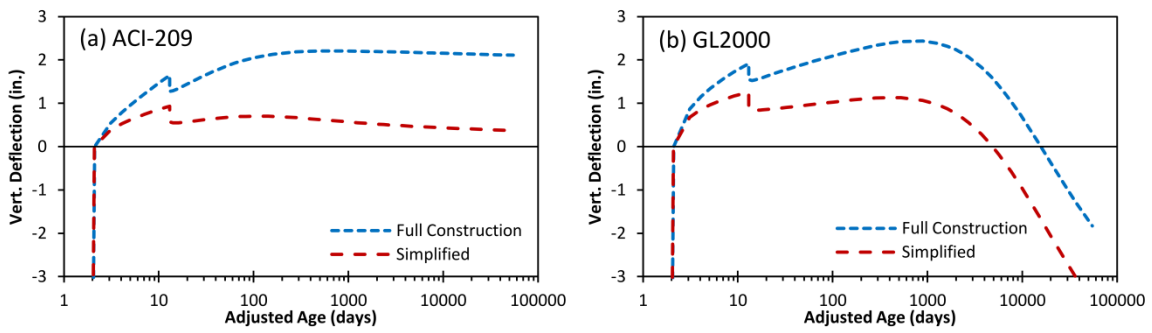 (a) ACI-209
Vert. Deflection (in.)
3
2
1
0
-1
-2
-3
Full Construction
Simplified
1 10 100 1000 10000 100000
Adjusted Age (days)
(b) GL2000
Vert. Deflection (in.)
3
2
1
0
-1
-2
-3
Full Construction
Simplified
1 10 100 1000 10000 100000
Adjusted Age (days)